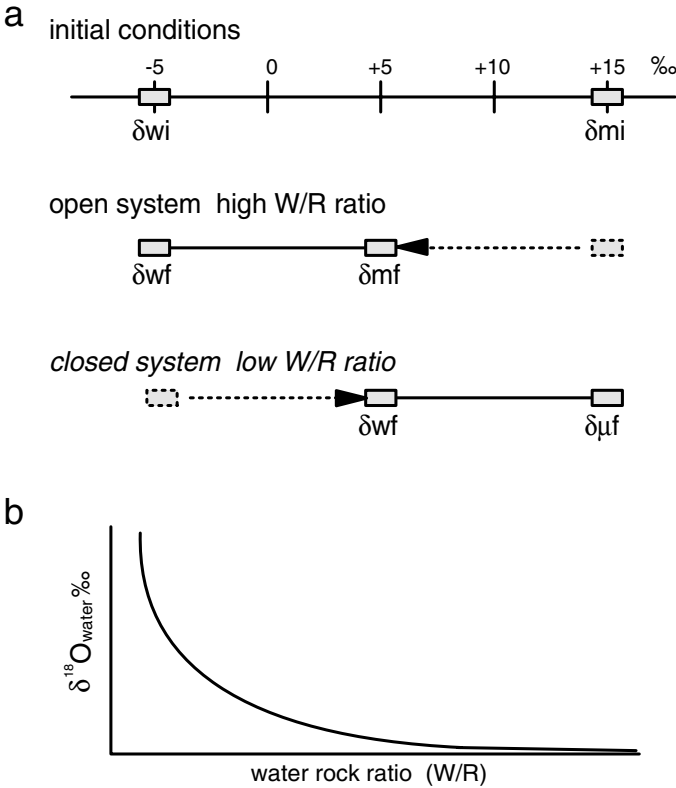 a
initial conditions
-5 0 +5 +10 +15 ‰
δwi δmi
open system high W/R ratio
δwf δmf
closed system low W/R ratio
δwf δμf
b
δ¹⁸Owater‰
water rock ratio (W/R)